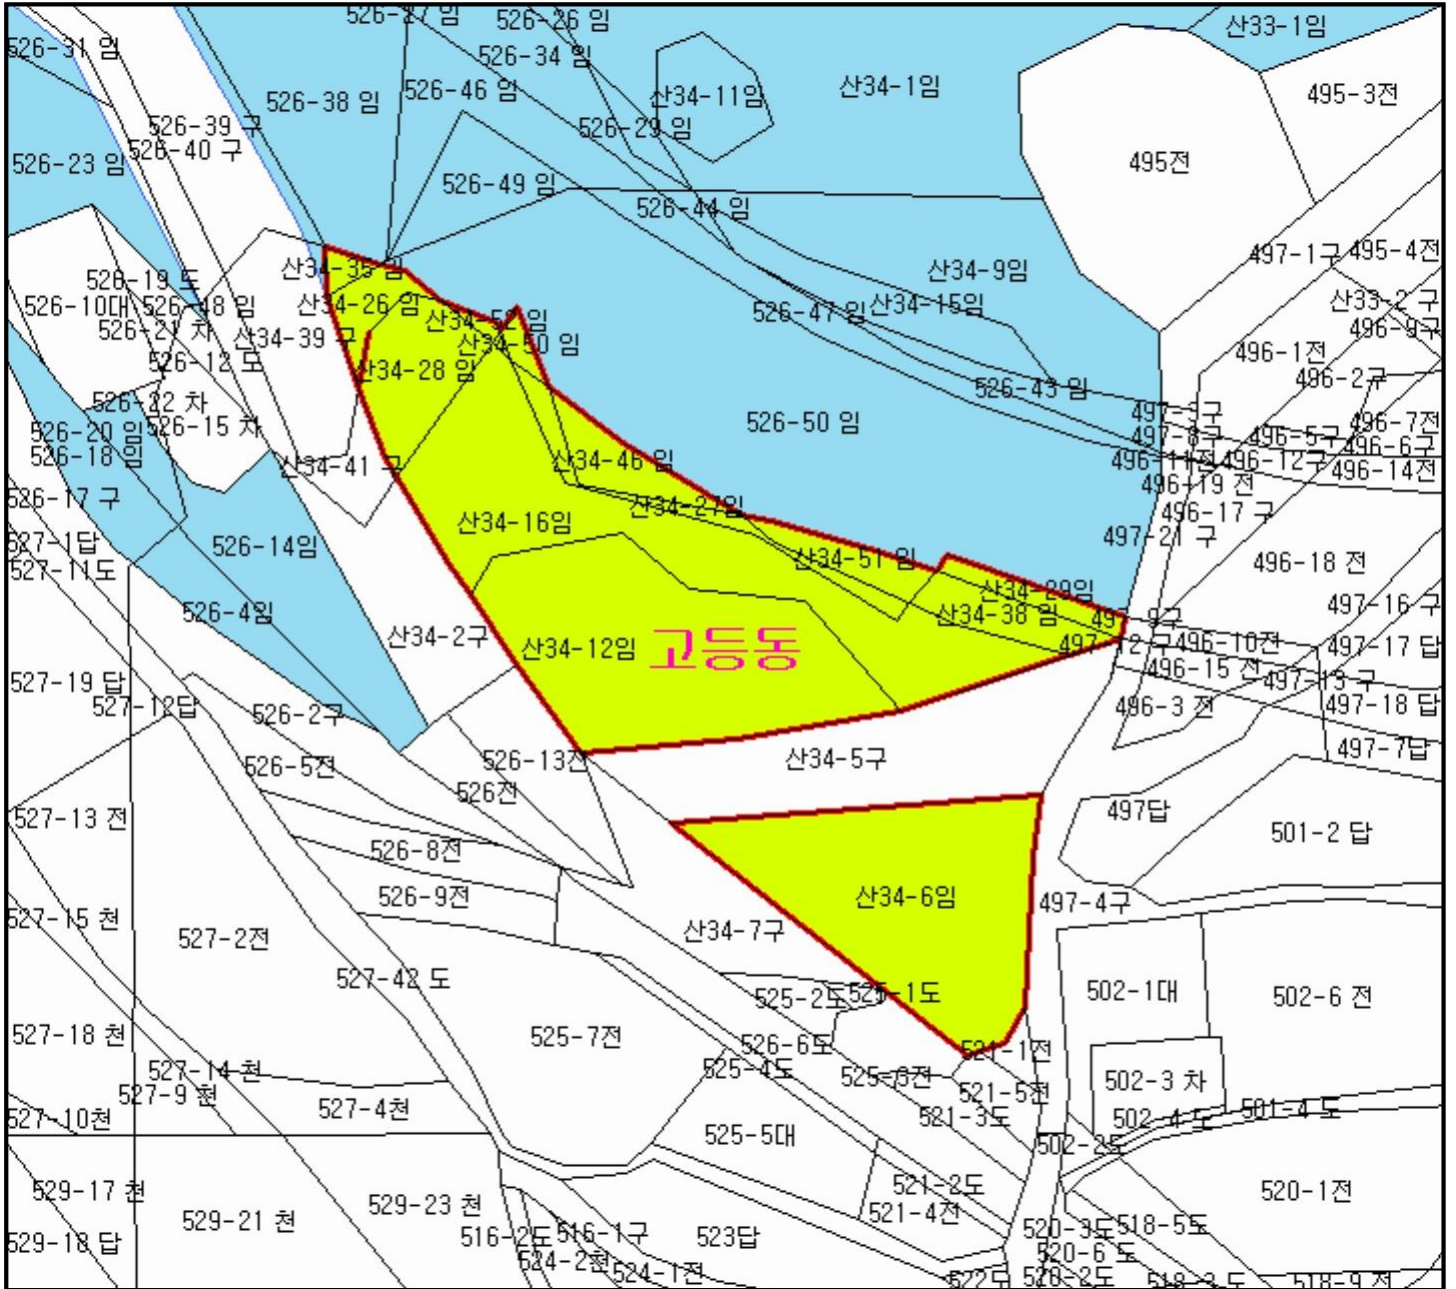 526-27 임
526-26 임
산33-1임
526-31 임
526-34 임
526-46 임
산34-11임
산34-1임
495-3전
526-38 임
526-39 구
526-40 구
526-29 임
526-23 임
495전
526-49 임
526-44 임
497-1구
495-4전
산34-35 임
산34-9임
526-19 도
526-10대
526-48 임
산34-26 임
산34-15임
526-47 임
산33-2 구
산34-52 임
526-21 차
산34-39 구
산34-50 임
496-9구
496-1전
526-12 도
산34-28 임
496-2구
526-43 임
526-22 차
497-3구
526-50 임
496-7전
526-20 임
526-15 차
497-8구
496-5구
496-6구
526-18 임
산34-41 구
산34-46 임
496-11전
496-12구
496-14전
496-19 전
526-17 구
산34-27임
496-17 구
산34-16임
497-21 구
527-1답
526-14임
산34-51 임
496-18 전
527-11도
산34-29임
497-16 구
526-4임
산34-38 임
497-9구
산34-2구
산34-12임
고등동
497-12 구
496-10전
497-17 답
496-15 전
497-13 구
527-19 답
527-12답
526-2구
496-3 전
497-18 답
497-7답
526-5전
526-13전
산34-5구
526전
497답
527-13 전
501-2 답
526-8전
526-9전
산34-6임
497-4구
527-15 천
산34-7구
527-2전
527-42 도
525-2도
525-1도
502-1대
502-6 전
527-18 천
525-7전
526-6도
521-1전
525-4도
527-14 천
525-3전
502-3 차
527-9 천
521-5전
527-4천
527-10천
521-3도
502-4 도
501-4 도
525-5대
502-2도
529-17 천
521-2도
520-1전
529-23 천
521-4전
529-21 천
516-2도
516-1구
523답
520-3도
518-5도
529-18 답
524-2천
524-1전
520-6 도
522도
520-2도
518-3 도
518-9 전